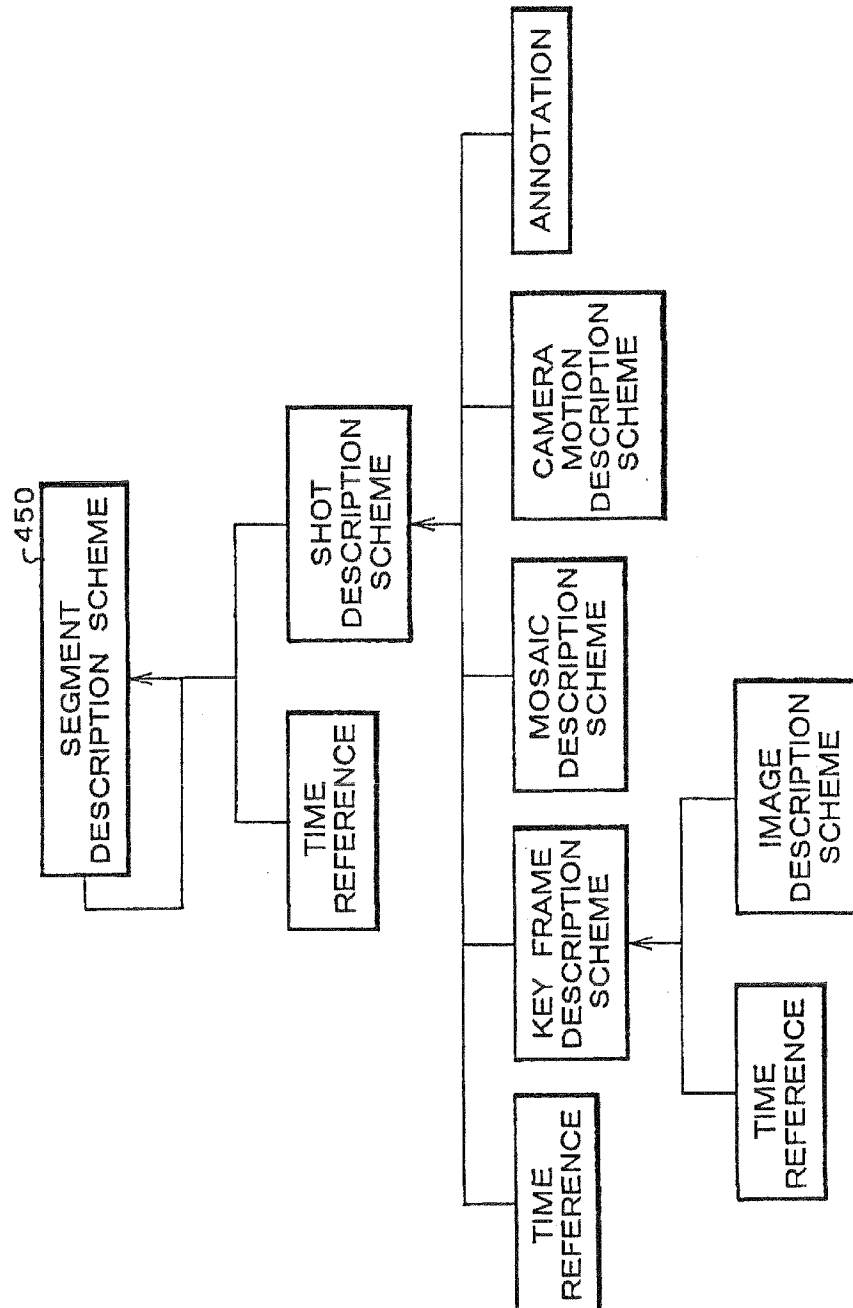 450
SEGMENT
DESCRIPTION SCHEME
TIME
REFERENCE
SHOT
DESCRIPTION
SCHEME
TIME
REFERENCE
KEY FRAME
DESCRIPTION
SCHEME
MOSAIC
DESCRIPTION
SCHEME
CAMERA
MOTION
DESCRIPTION
SCHEME
ANNOTATION
TIME
REFERENCE
IMAGE
DESCRIPTION
SCHEME